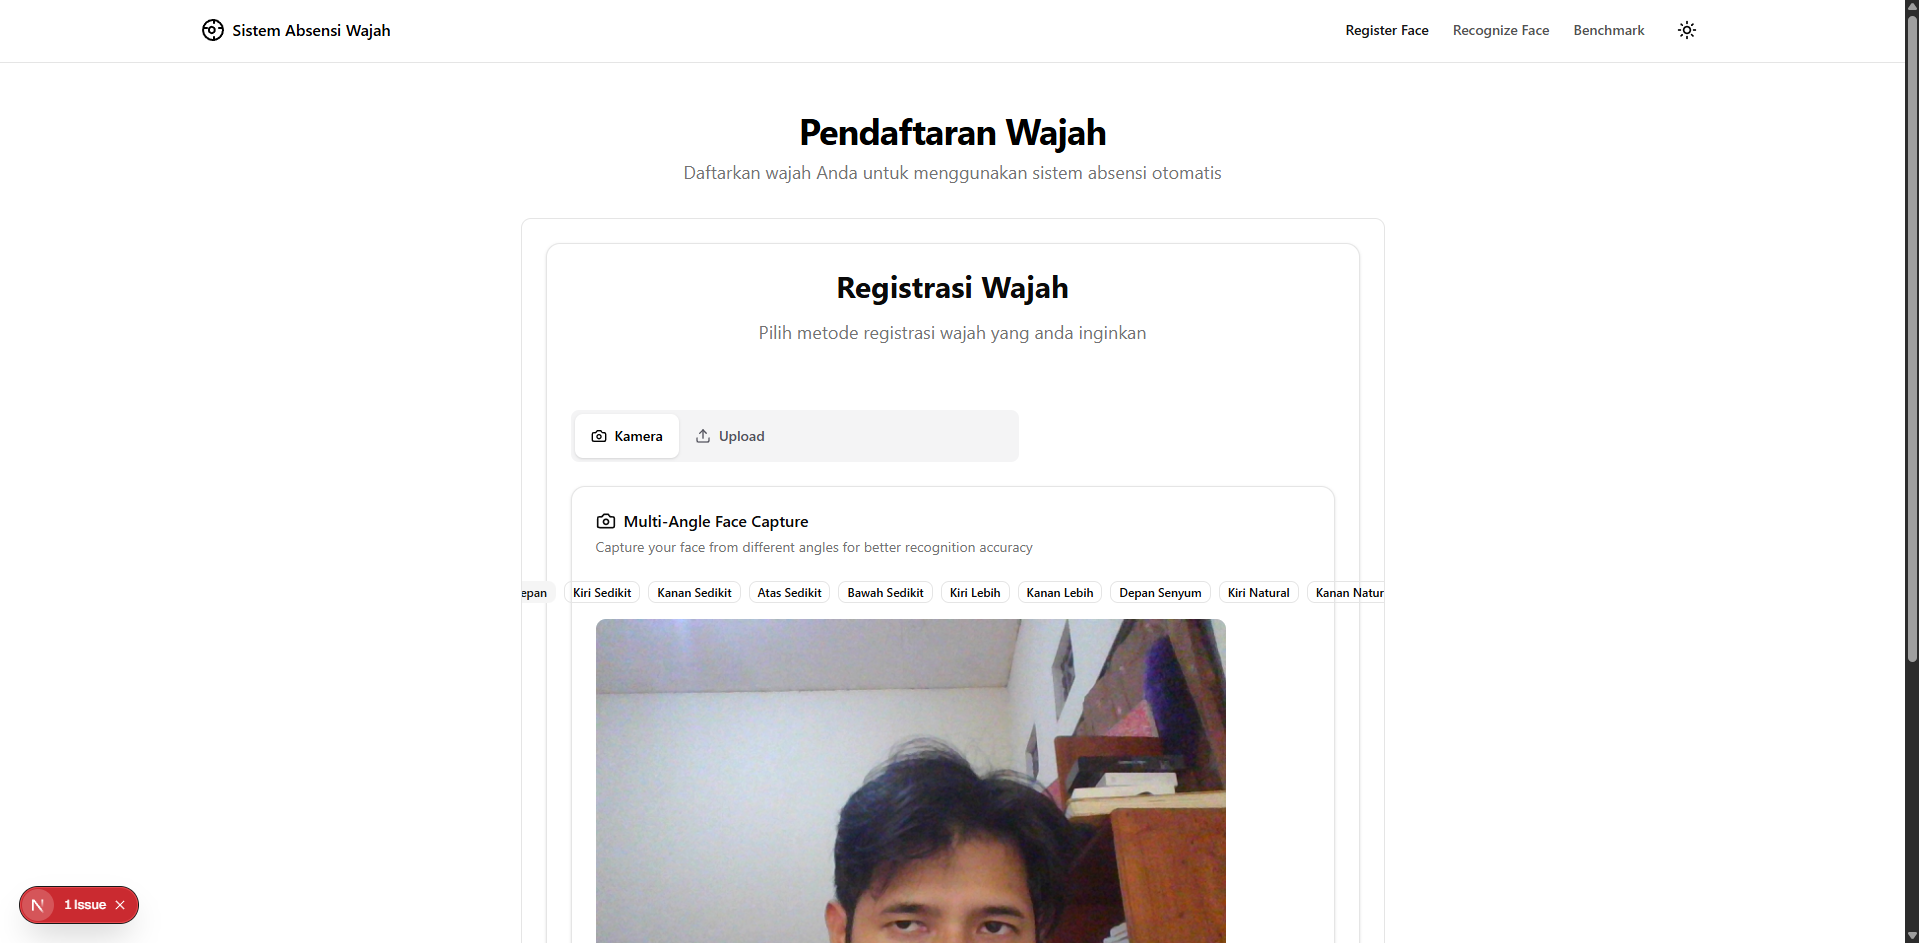 Sistem Absensi Wajah
Register Face Recognize Face Benchmark
Pendaftaran Wajah
Daftarkan wajah Anda untuk menggunakan sistem absensi otomatis
Registrasi Wajah
Pilih metode registrasi wajah yang anda inginkan
Kamera Upload
Multi-Angle Face Capture
Capture your face from different angles for better recognition accuracy
epan Kiri Sedikit Kanan Sedikit Atas Sedikit Bawah Sedikit Kiri Lebih Kanan Lebih Depan Senyum Kiri Natural Kanan Natur
N 1 Issue